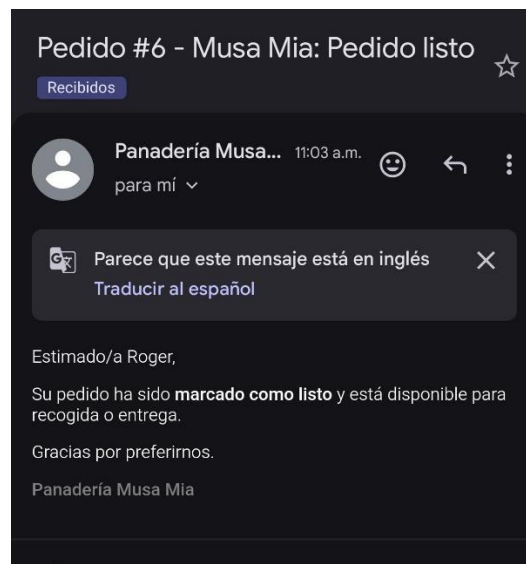 Pedido #6 - Musa Mia: Pedido listo
Recibidos
Panadería Musa... 11:03 a.m.
para mí
Parece que este mensaje está en inglés
Traducir al español
Estimado/a Roger,
Su pedido ha sido marcado como listo y está disponible para
recogida o entrega.
Gracias por preferirnos.
Panadería Musa Mia